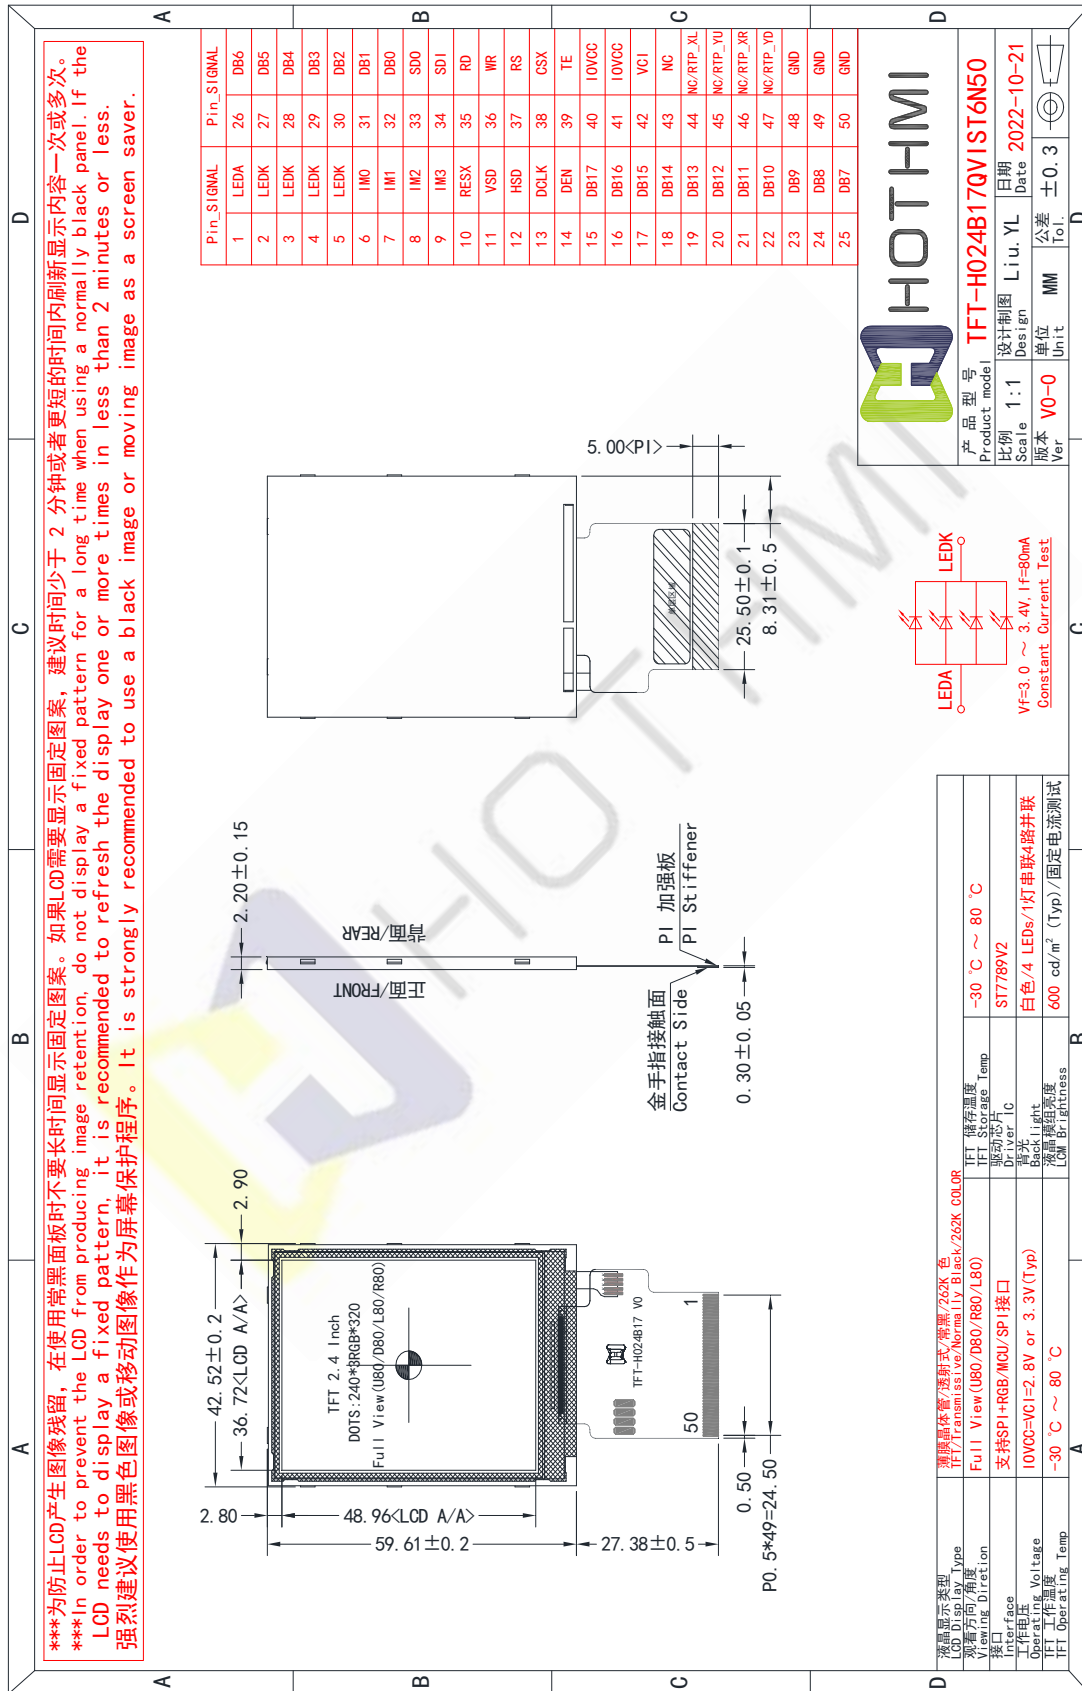 ***为防止LCD产生图像残留，在使用常黑面板时不要长时间显示固定图案。如果LCD需要显示固定图案，建议时间少于 2 分钟或者更短的时间内刷新显示内容一次或多次。
***In order to prevent the LCD from producing image retention, do not display a fixed pattern for a long time when using a normally black panel. If the
LCD needs to display a fixed pattern, it is recommended to refresh the display one or more times in less than 2 minutes or less.
强烈建议使用黑色图像或移动图像作为屏幕保护程序。It is strongly recommended to use a black image or moving image as a screen saver.
A B C D
A B C D
A B C D
A B C D
42.52±0.2
36.72<LCD A/A>
2.90
2.80
48.96<LCD A/A>
59.61±0.2
27.38±0.5
TFT 2.4 Inch
DOTS:240*3RGB*320
Full View(U80/D80/L80/R80)
TFT-H024B17 V0
50 1
0.50
P0.5*49=24.50
2.20±0.15
正面/FRONT
背面/REAR
金手指接触面
Contact Side
PI 加强板
PI Stiffener
0.30±0.05
5.00<PI>
25.50±0.1
8.31±0.5
Pin_SIGNAL Pin_SIGNAL
1 LEDA 26 DB6
2 LEDK 27 DB5
3 LEDK 28 DB4
4 LEDK 29 DB3
5 LEDK 30 DB2
6 IM0 31 DB1
7 IM1 32 DB0
8 IM2 33 SDO
9 IM3 34 SDI
10 RESX 35 RD
11 VSD 36 WR
12 HSD 37 RS
13 DCLK 38 CSX
14 DEN 39 TE
15 DB17 40 IOVCC
16 DB16 41 IOVCC
17 DB15 42 VCI
18 DB14 43 NC
19 DB13 44 NC/RTP_XL
20 DB12 45 NC/RTP_YU
21 DB11 46 NC/RTP_XR
22 DB10 47 NC/RTP_YD
23 DB9 48 GND
24 DB8 49 GND
25 DB7 50 GND
LEDA LEDK
Vf=3.0 ～ 3.4V,If=80mA
Constant Current Test
液晶显示类型
LCD Display Type
薄膜晶体管/透射式/常黑/262K 色
TFT/Transmissive/Normally Black/262K COLOR
观看方向/角度
Viewing Diretion
Full View(U80/D80/R80/L80)
接口
Interface
支持SPI+RGB/MCU/SPI接口
工作电压
Operating Voltage
IOVCC=VCI=2.8V or 3.3V(Typ)
TFT 工作温度
TFT Operating Temp
-30 ℃ ～ 80 ℃
TFT 储存温度
TFT Storage Temp
-30 ℃ ～ 80 ℃
驱动芯片
Driver IC
ST7789V2
背光
Backlight
白色/4 LEDs/1灯串联4路并联
液晶模组亮度
LCM Brightness
600 cd/m² (Typ)/固定电流测试
HOTHMI
产 品 型 号
Product model
TFT-H024B17QVIST6N50
比例
Scale
1:1
设计制图
Design
Liu.YL
日期
Date
2022-10-21
版本
Ver
V0-0
单位
Unit
MM
公差
Tol.
±0.3
HOTHMI